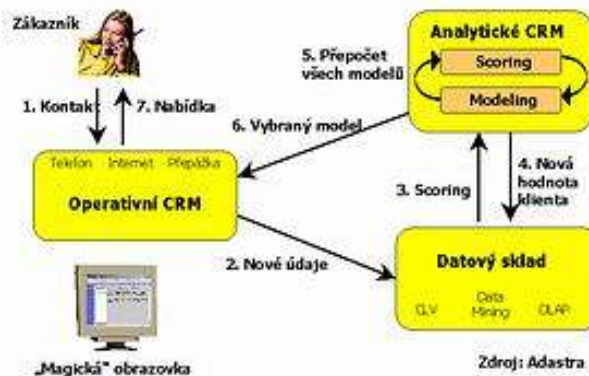 Zákazník
1. Kontakt
7. Nabídka
Telefon Internet Přepážka
Operativní CRM
„Magická“ obrazovka
2. Nové údaje
6. Vybraný model
5. Přepočet
všech modelů
Analytické CRM
Scoring
Modeling
3. Scoring
4. Nová
hodnota
klienta
Datový sklad
CLV
Data
Mining
OLAP
Zdroj: Adastra